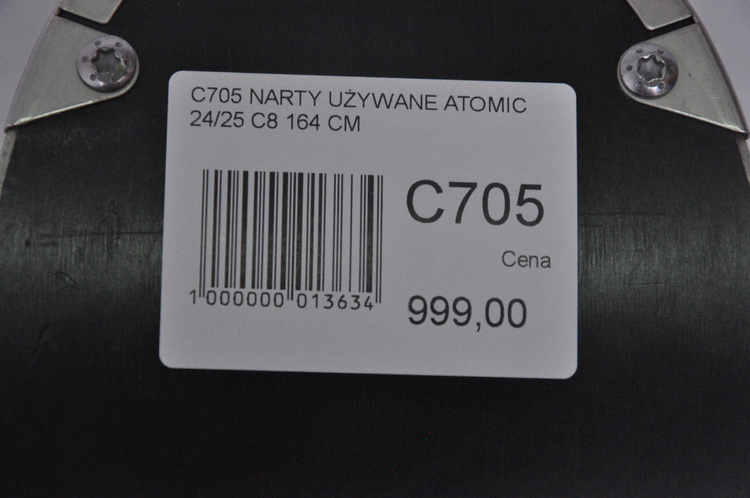 C705 NARTY UŻYWANE ATOMIC
24/25 C8 164 CM
C705
Cena
1 000000 013634
999,00